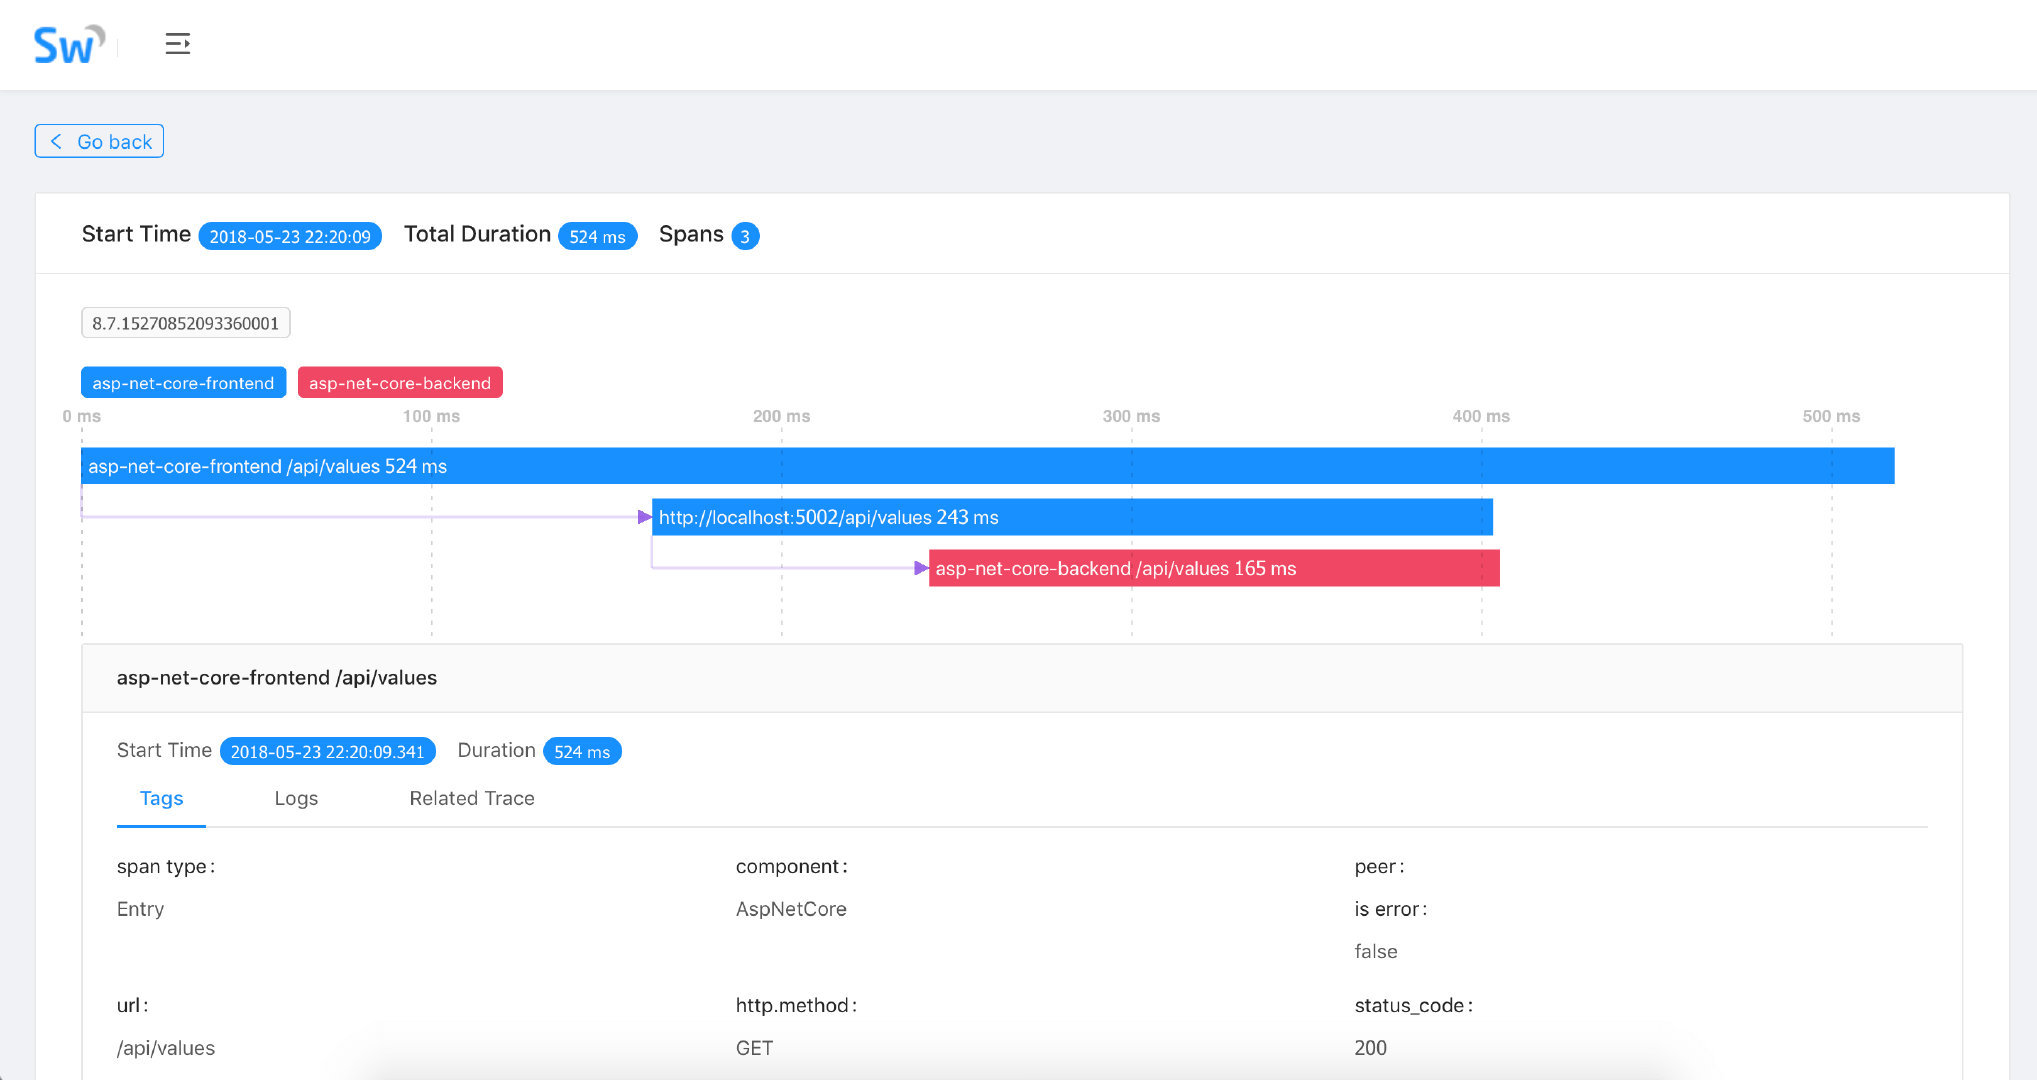 Sw
Go back
Start Time 2018-05-23 22:20:09 Total Duration 524 ms Spans 3
8.7.15270852093360001
asp-net-core-frontend asp-net-core-backend
0 ms 100 ms 200 ms 300 ms 400 ms 500 ms
asp-net-core-frontend /api/values 524 ms
http://localhost:5002/api/values 243 ms
asp-net-core-backend /api/values 165 ms
asp-net-core-frontend /api/values
Start Time 2018-05-23 22:20:09.341 Duration 524 ms
Tags Logs Related Trace
span type: component: peer:
Entry AspNetCore is error:
false
url: http.method: status_code:
/api/values GET 200